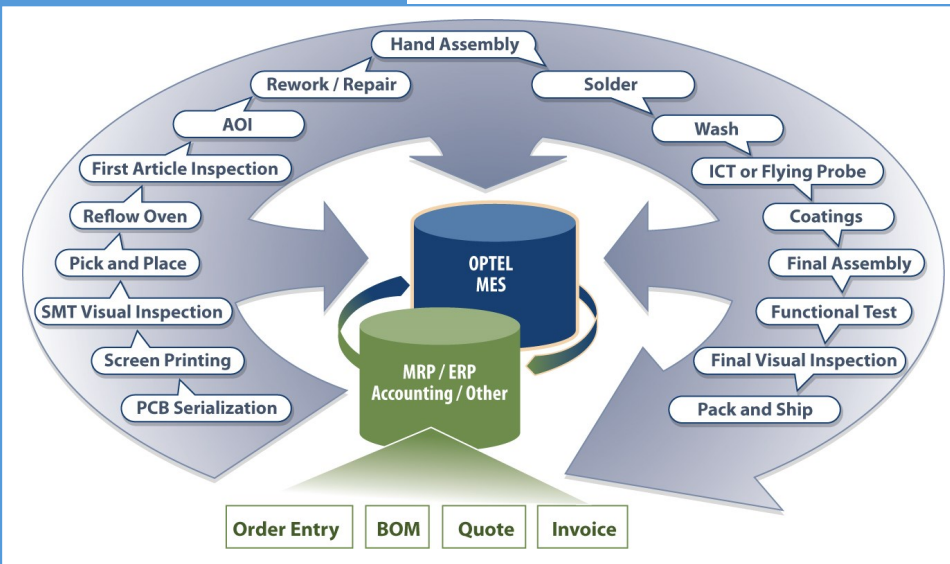 Hand Assembly
Rework / Repair
Solder
AOI
Wash
First Article Inspection
ICT or Flying Probe
Reflow Oven
Coatings
Pick and Place
Final Assembly
SMT Visual Inspection
Functional Test
Screen Printing
Final Visual Inspection
PCB Serialization
Pack and Ship
OPTEL
MES
MRP / ERP
Accounting / Other
Order Entry
BOM
Quote
Invoice